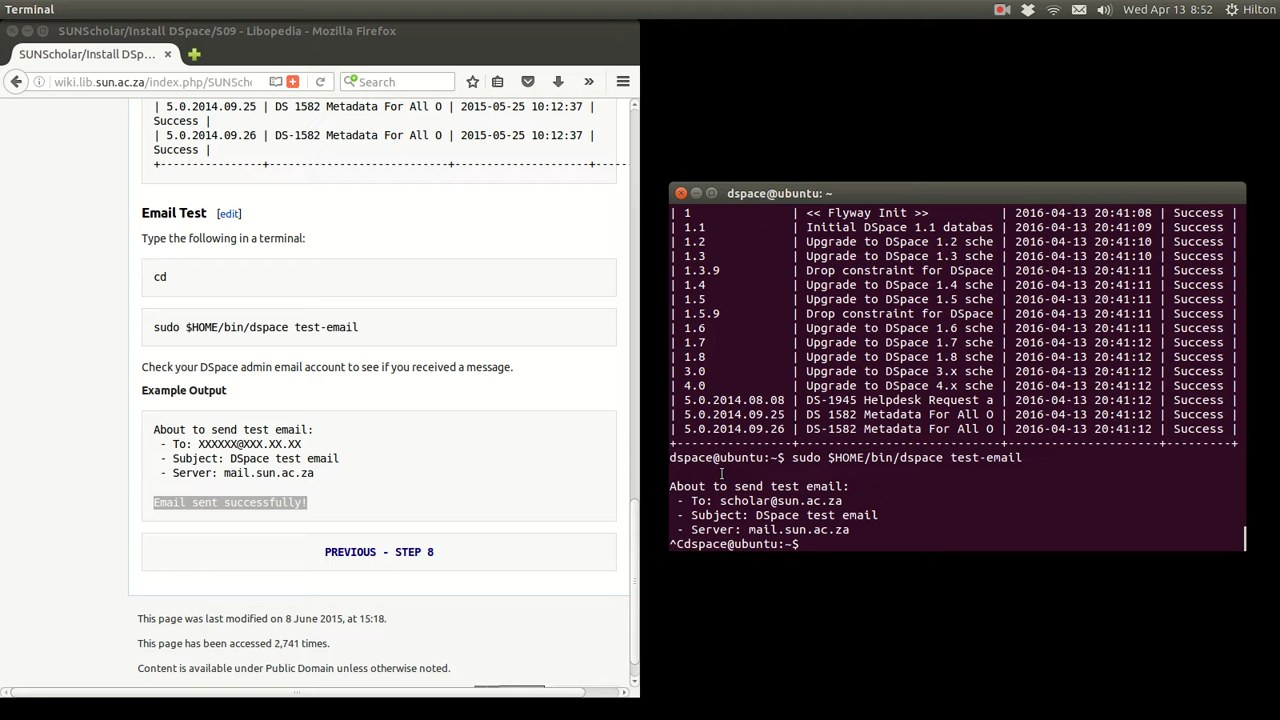 Terminal
Wed Apr 13 8:52
Hilton
SUNScholar/Install DSpace/S09 - Libopedia - Mozilla Firefox
SUNScholar/Install DSp...
wiki.lib.sun.ac.za/index.php/SUNSch
Search
| 5.0.2014.09.25 | DS 1582 Metadata For All O | 2015-05-25 10:12:37 |
Success |
| 5.0.2014.09.26 | DS-1582 Metadata For All O | 2015-05-25 10:12:37 |
Success |
+----------------+----------------------------+---------------------+-----
Email Test [edit]
Type the following in a terminal:
cd
sudo $HOME/bin/dspace test-email
Check your DSpace admin email account to see if you received a message.
Example Output
About to send test email:
- To: XXXXXX@XXX.XX.XX
- Subject: DSpace test email
- Server: mail.sun.ac.za
Email sent successfully!
PREVIOUS - STEP 8
This page was last modified on 8 June 2015, at 15:18.
This page has been accessed 2,741 times.
Content is available under Public Domain unless otherwise noted.
dspace@ubuntu: ~
| 1 | << Flyway Init >> | 2016-04-13 20:41:08 | Success |
| 1.1 | Initial DSpace 1.1 databas | 2016-04-13 20:41:09 | Success |
| 1.2 | Upgrade to DSpace 1.2 sche | 2016-04-13 20:41:10 | Success |
| 1.3 | Upgrade to DSpace 1.3 sche | 2016-04-13 20:41:10 | Success |
| 1.3.9 | Drop constraint for DSpace | 2016-04-13 20:41:11 | Success |
| 1.4 | Upgrade to DSpace 1.4 sche | 2016-04-13 20:41:11 | Success |
| 1.5 | Upgrade to DSpace 1.5 sche | 2016-04-13 20:41:11 | Success |
| 1.5.9 | Drop constraint for DSpace | 2016-04-13 20:41:11 | Success |
| 1.6 | Upgrade to DSpace 1.6 sche | 2016-04-13 20:41:11 | Success |
| 1.7 | Upgrade to DSpace 1.7 sche | 2016-04-13 20:41:12 | Success |
| 1.8 | Upgrade to DSpace 1.8 sche | 2016-04-13 20:41:12 | Success |
| 3.0 | Upgrade to DSpace 3.x sche | 2016-04-13 20:41:12 | Success |
| 4.0 | Upgrade to DSpace 4.x sche | 2016-04-13 20:41:12 | Success |
| 5.0.2014.08.08 | DS-1945 Helpdesk Request a | 2016-04-13 20:41:12 | Success |
| 5.0.2014.09.25 | DS 1582 Metadata For All O | 2016-04-13 20:41:12 | Success |
| 5.0.2014.09.26 | DS-1582 Metadata For All O | 2016-04-13 20:41:12 | Success |
+----------------+----------------------------+---------------------+---------+
dspace@ubuntu:~$ sudo $HOME/bin/dspace test-email
About to send test email:
- To: scholar@sun.ac.za
- Subject: DSpace test email
- Server: mail.sun.ac.za
^Cdspace@ubuntu:~$